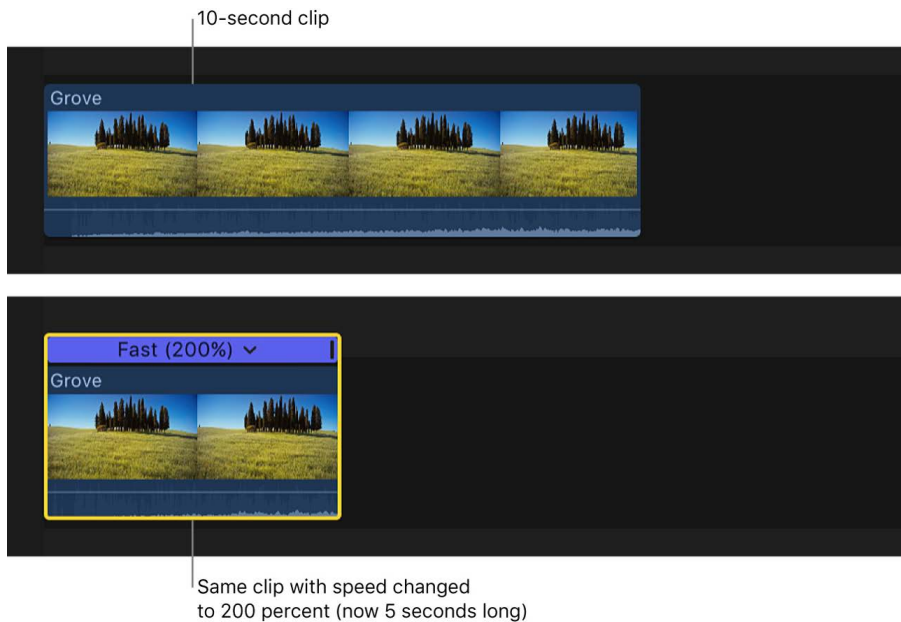 10-second clip
Grove
Fast (200%)
Grove
Same clip with speed changed
to 200 percent (now 5 seconds long)